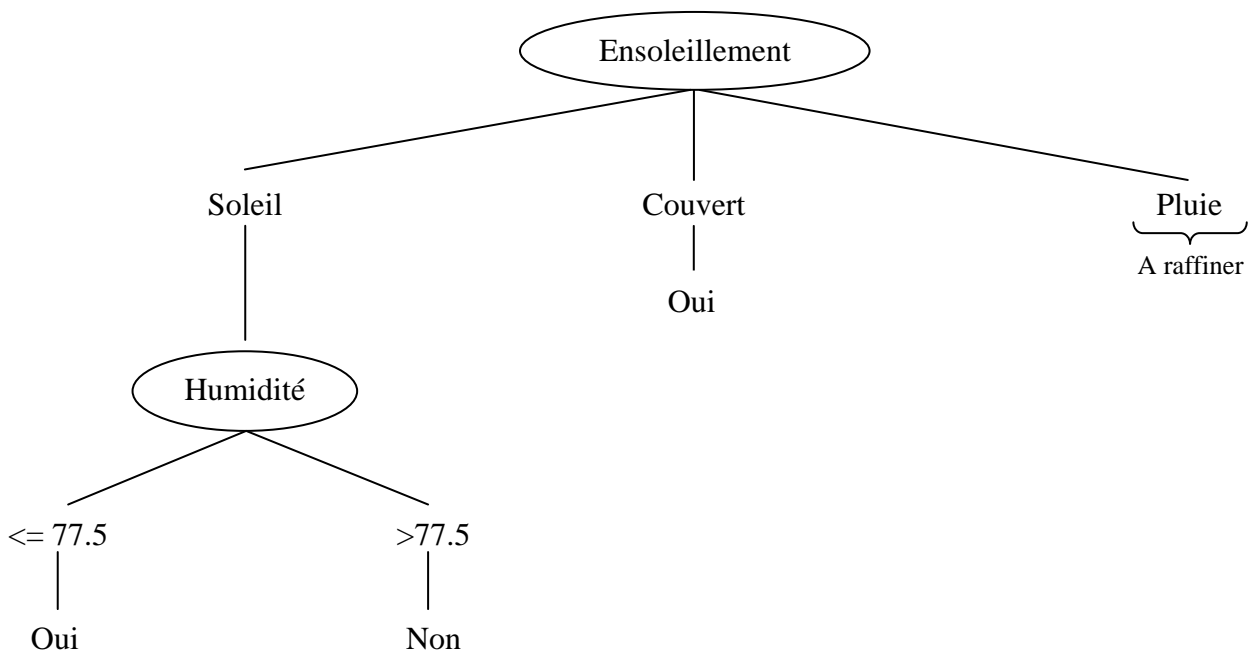 Ensoleillement
Soleil Couvert Pluie
A raffiner
Oui
Humidité
<= 77.5 >77.5
Oui Non